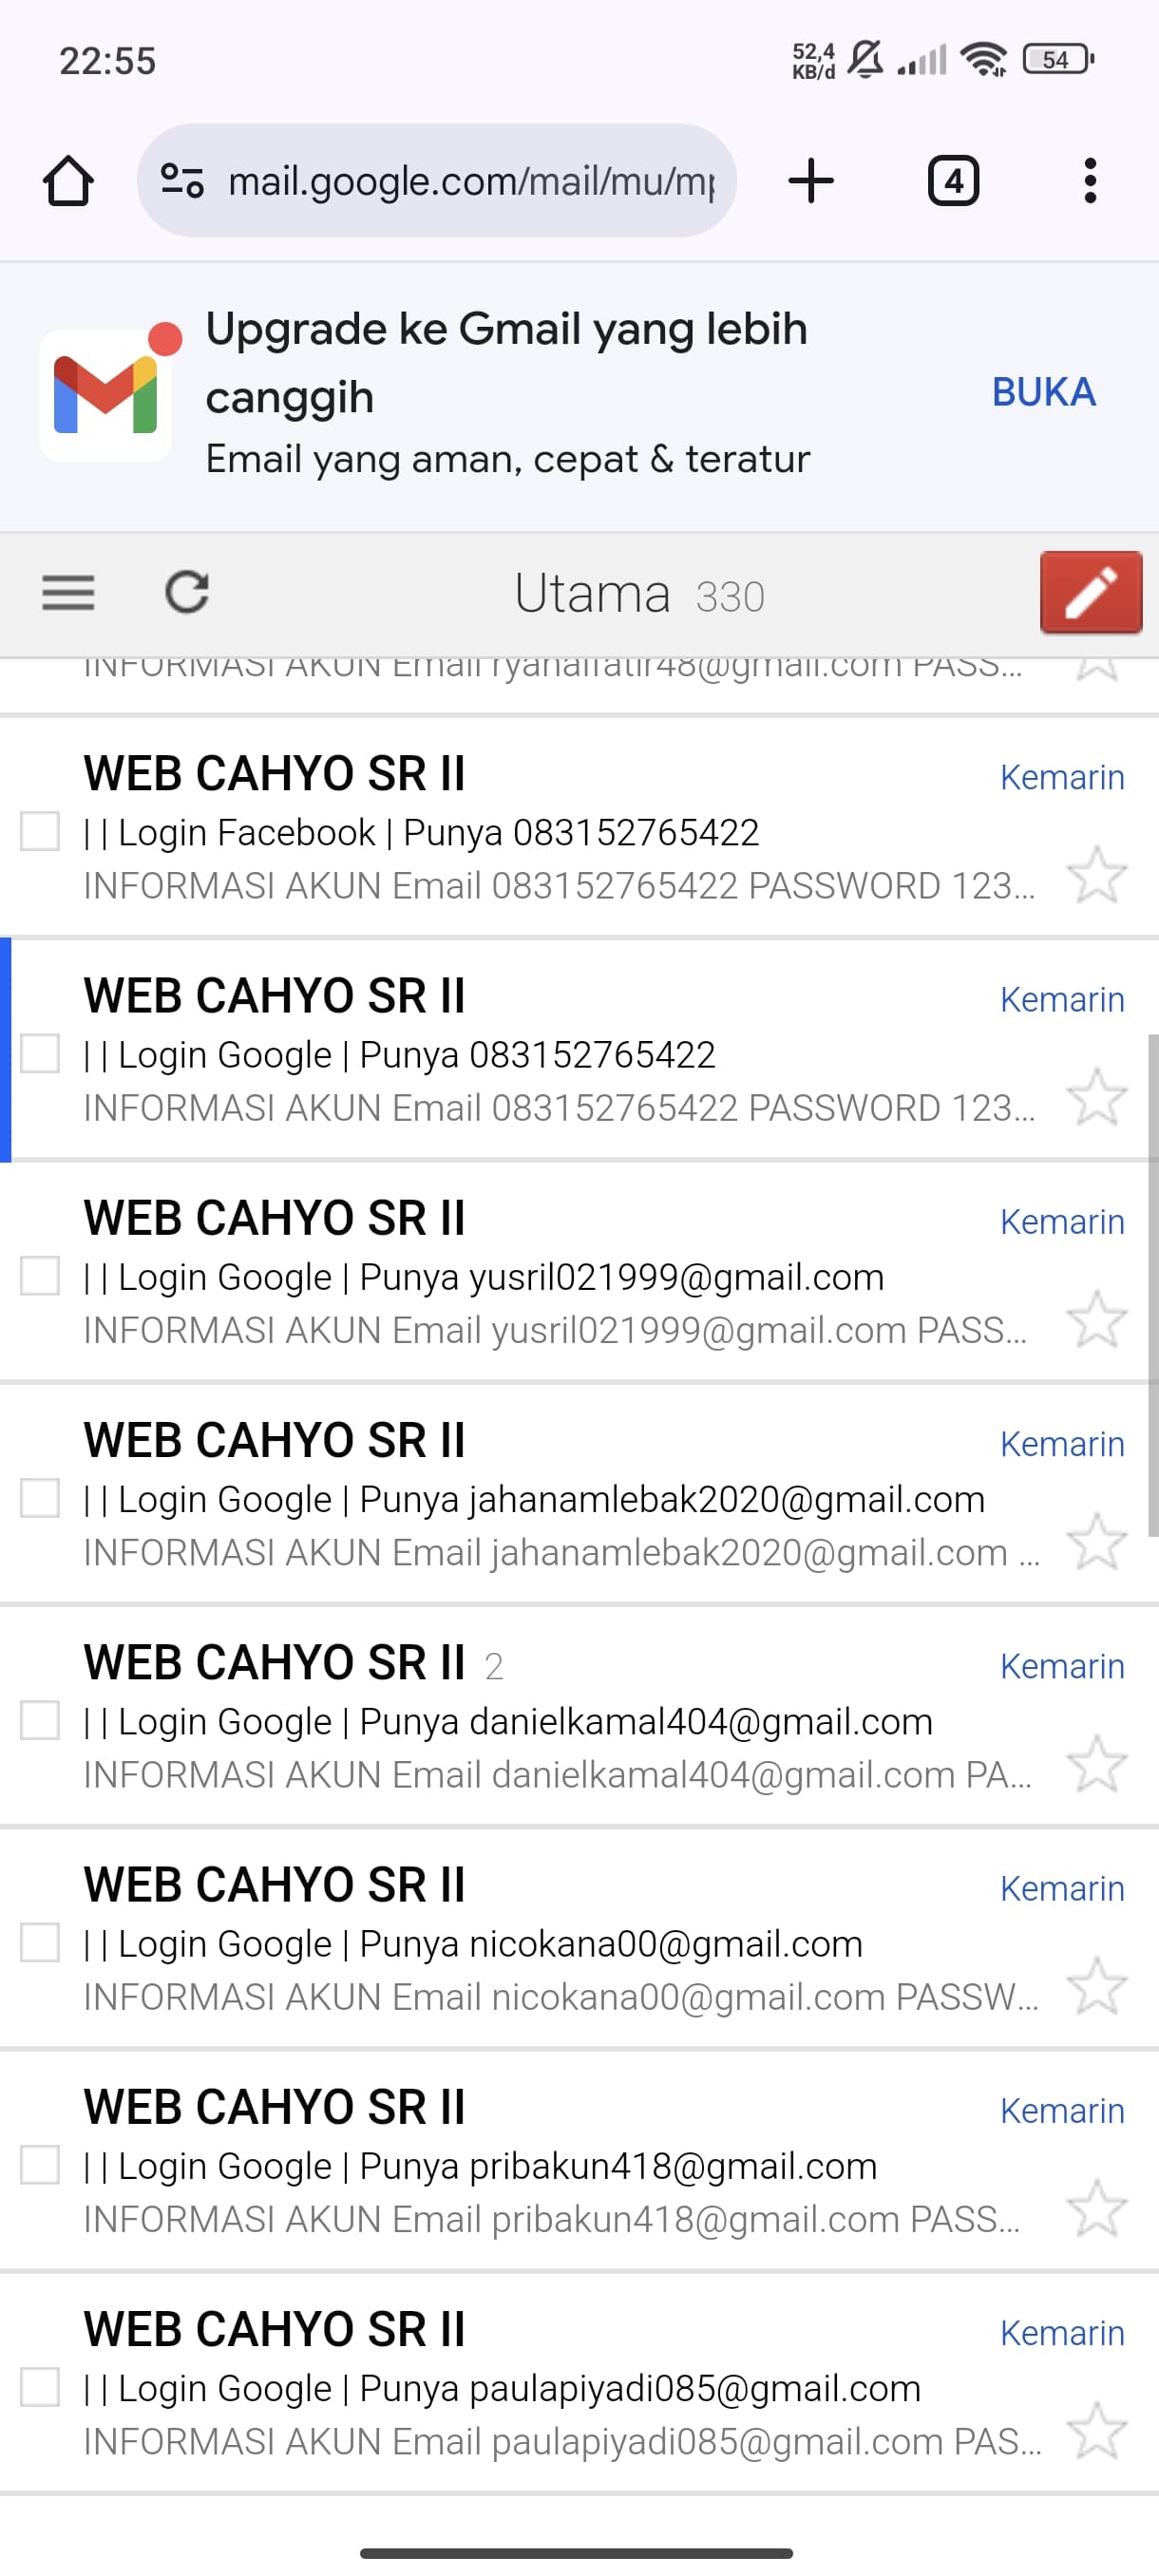 22:55
52,4
KB/d
54
mail.google.com/mail/mu/mp
4
Upgrade ke Gmail yang lebih
canggih
BUKA
Email yang aman, cepat & teratur
Utama 330
INFORMASI AKUN Email ryanalfatir48@gmail.com PASS...
WEB CAHYO SR II
Kemarin
| | Login Facebook | Punya 083152765422
INFORMASI AKUN Email 083152765422 PASSWORD 123...
WEB CAHYO SR II
Kemarin
| | Login Google | Punya 083152765422
INFORMASI AKUN Email 083152765422 PASSWORD 123...
WEB CAHYO SR II
Kemarin
| | Login Google | Punya yusril021999@gmail.com
INFORMASI AKUN Email yusril021999@gmail.com PASS...
WEB CAHYO SR II
Kemarin
| | Login Google | Punya jahanamlebak2020@gmail.com
INFORMASI AKUN Email jahanamlebak2020@gmail.com ...
WEB CAHYO SR II 2
Kemarin
| | Login Google | Punya danielkamal404@gmail.com
INFORMASI AKUN Email danielkamal404@gmail.com PA...
WEB CAHYO SR II
Kemarin
| | Login Google | Punya nicokana00@gmail.com
INFORMASI AKUN Email nicokana00@gmail.com PASSW...
WEB CAHYO SR II
Kemarin
| | Login Google | Punya pribakun418@gmail.com
INFORMASI AKUN Email pribakun418@gmail.com PASS...
WEB CAHYO SR II
Kemarin
| | Login Google | Punya paulapiyadi085@gmail.com
INFORMASI AKUN Email paulapiyadi085@gmail.com PAS...